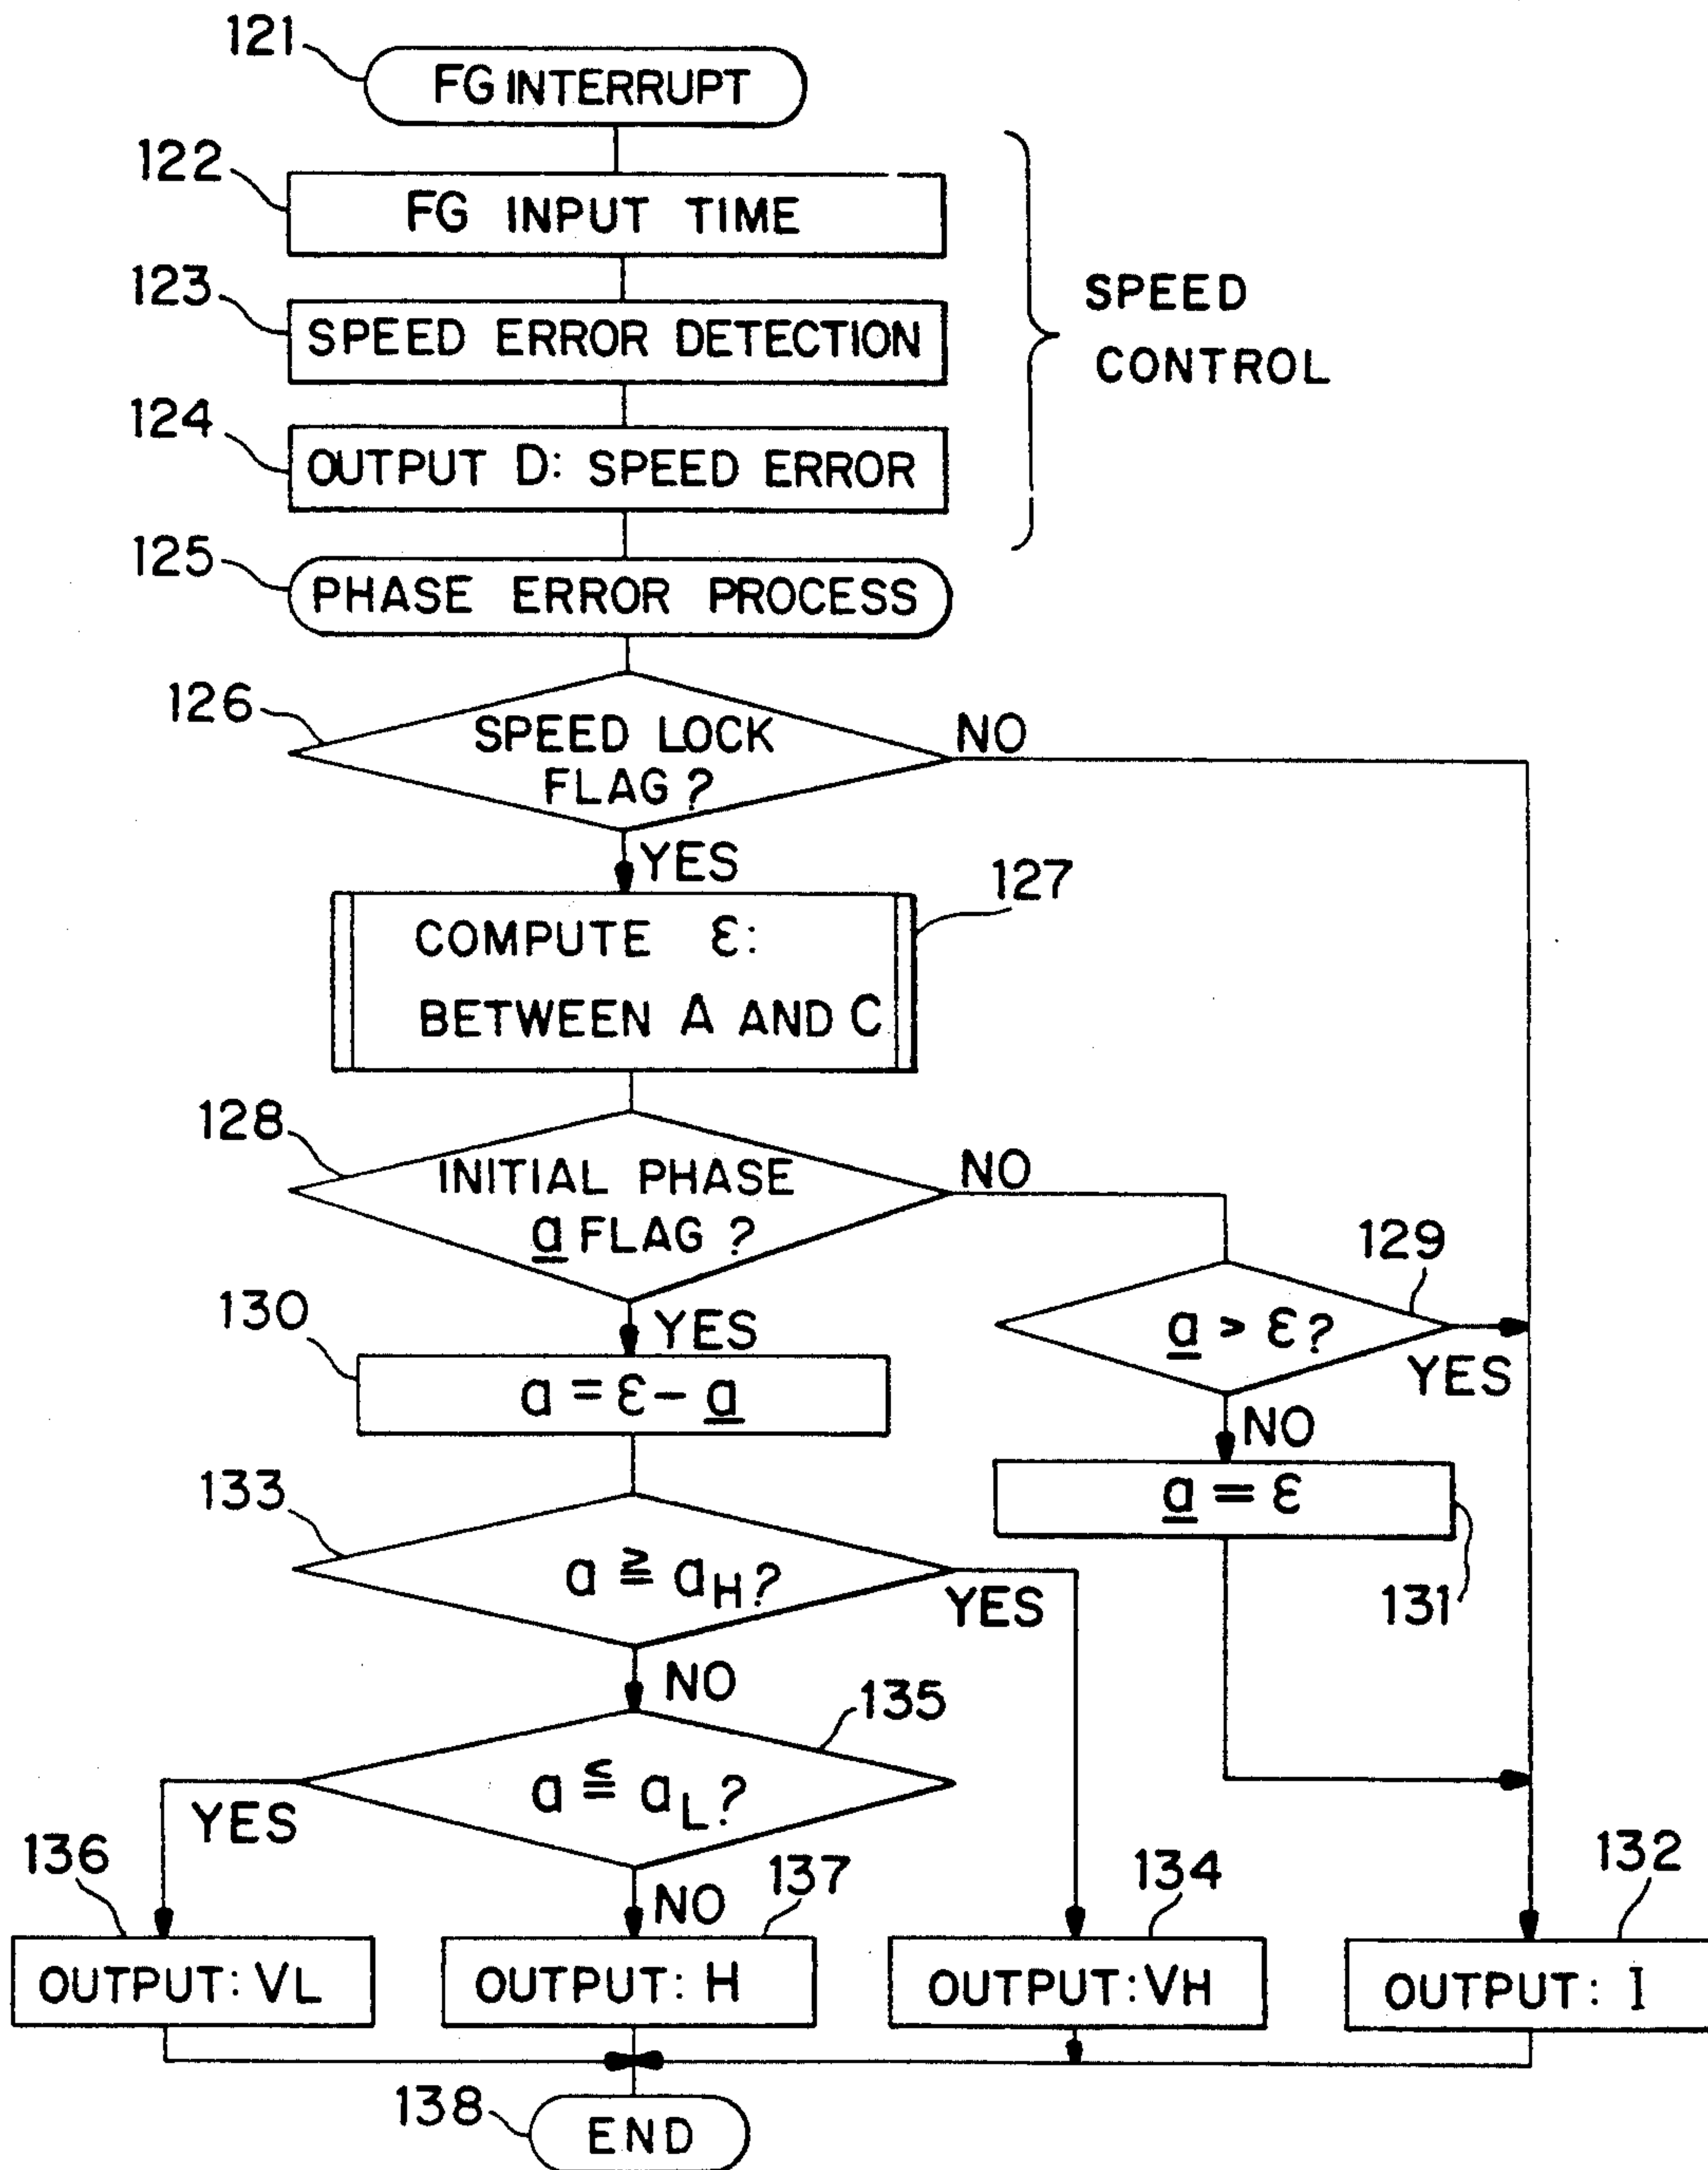 121
FG INTERRUPT
122
FG INPUT TIME
123
SPEED ERROR DETECTION
SPEED
CONTROL
124
OUTPUT D: SPEED ERROR
125
PHASE ERROR PROCESS
126
SPEED LOCK
FLAG?
NO
YES
127
COMPUTE ε:
BETWEEN A AND C
128
INITIAL PHASE
a FLAG?
NO
129
a > ε?
YES
130
YES
a = ε - a
NO
a = ε
131
133
a ≧ aH?
YES
NO
135
a ≦ aL?
YES
136
NO
137
134
132
OUTPUT: VL
OUTPUT: H
OUTPUT: VH
OUTPUT: I
138
END